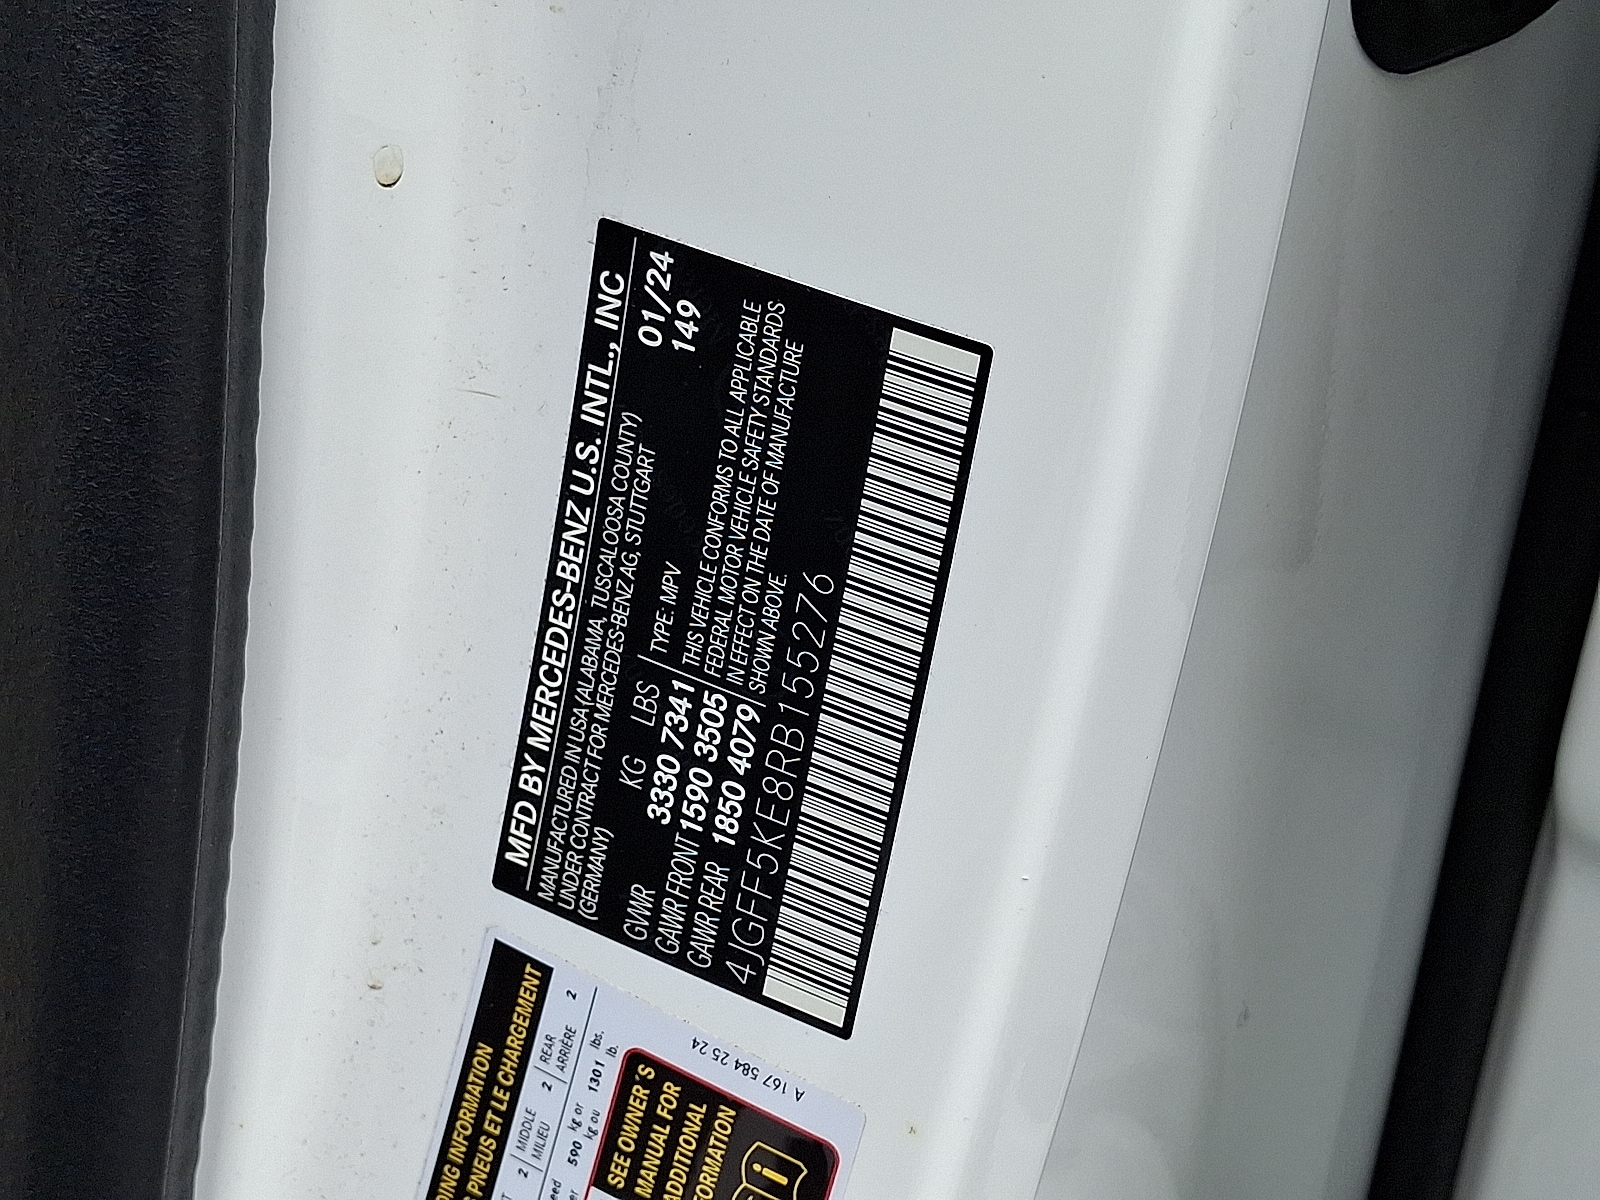 MFD BY MERCEDES-BENZ U.S. INTL., INC
MANUFACTURED IN USA (ALABAMA, TUSCALOOSA COUNTY)
UNDER CONTRACT FOR MERCEDES-BENZ AG, STUTTGART
(GERMANY)
01/24
149
KG LBS
TYPE: MPV
GVWR 3330 7341
GAWR FRONT 1590 3505
GAWR REAR 1850 4079
THIS VEHICLE CONFORMS TO ALL APPLICABLE
FEDERAL MOTOR VEHICLE SAFETY STANDARDS
IN EFFECT ON THE DATE OF MANUFACTURE
SHOWN ABOVE.
4JGFF5KE8RB155276
INFORMATION
PNEUS ET LE CHARGEMENT
2 MIDDLE 2 REAR 2
MILIEU ARRIÈRE
590 kg or 1301 lbs.
kg ou lb.
SEE OWNER'S
MANUAL FOR
ADDITIONAL
i
A 167 584 25 24